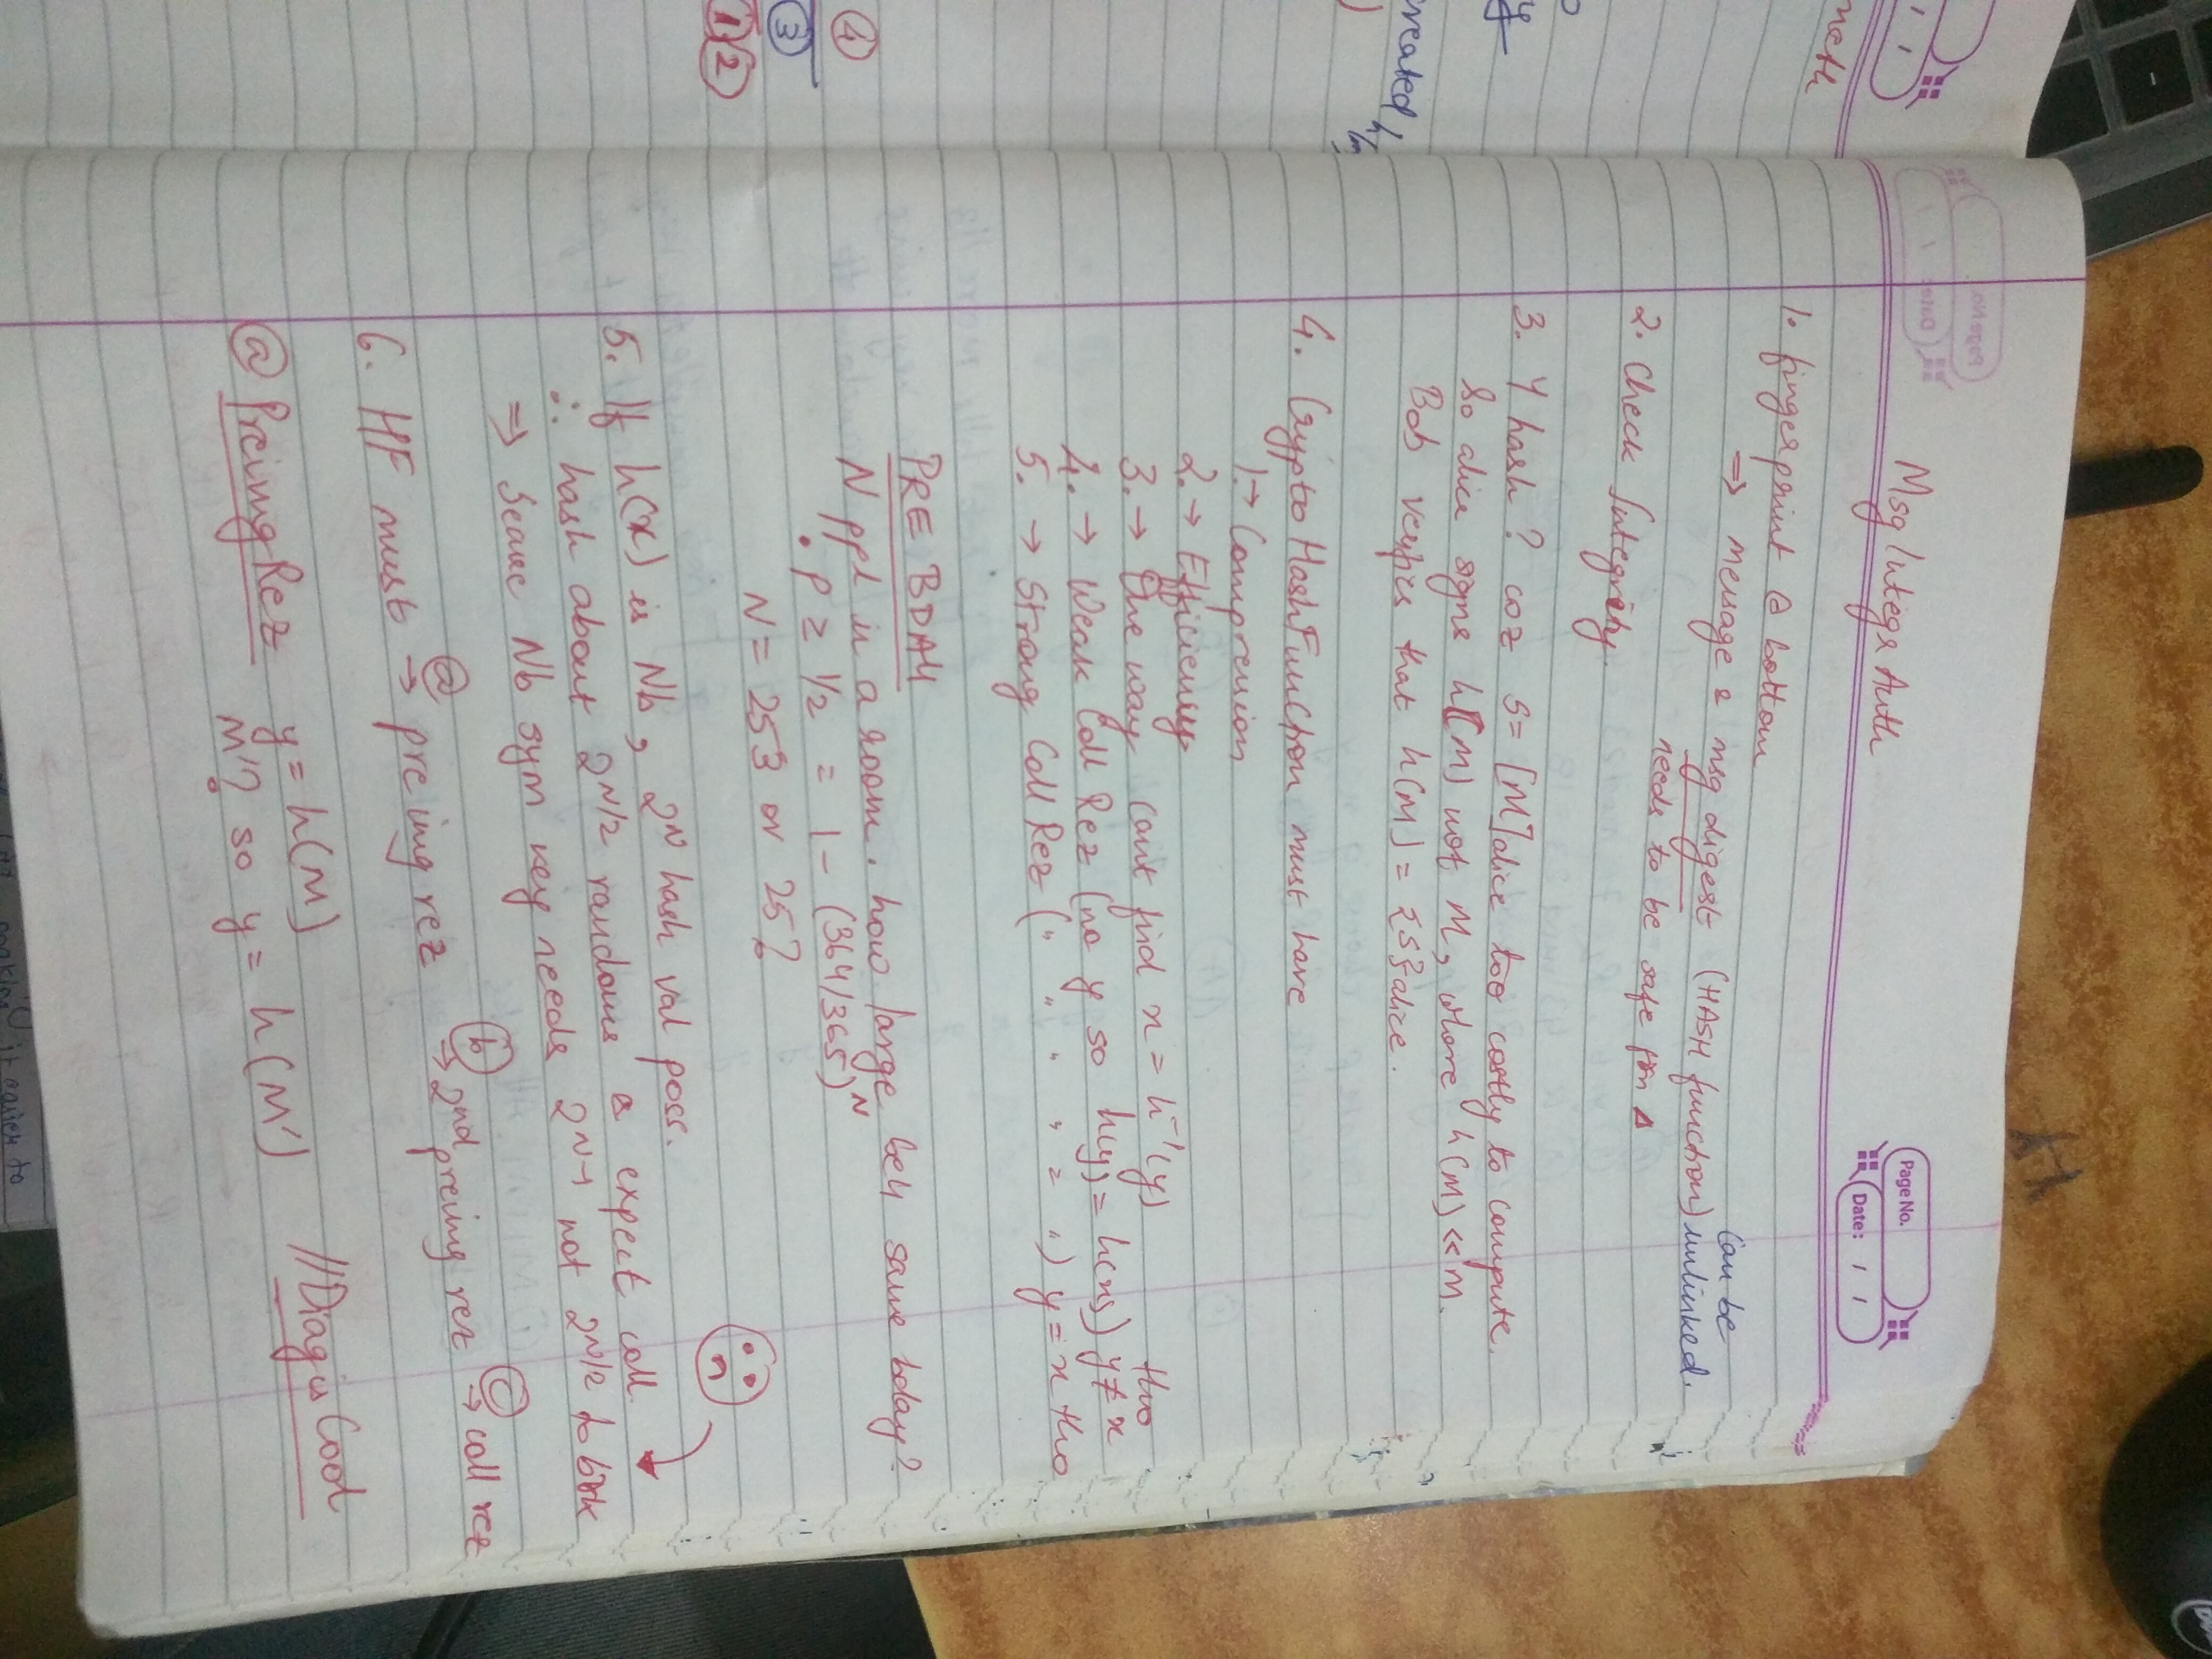 Page No.
Date: / /
Msg Integr Auth
1. fingerprint @ bottom
Can be
⇒ message & msg digest (HASH function) unlinked.
needs to be safe frm Δ
2. Check Integrity.
3. Y hash? coz S = [M]alice too costly to compute.
So alice signs h(M) not M, where h(M) << M.
Bob verifies that h(M) = {S}alice.
4. Crypto Hash Function must have
1. → Compression
2. → Efficiency
3. → One way cant find x = h⁻¹(y)
4. → Weak Coll Rez (no y so h(y) = h(x)) y ≠ x tho
5. → Strong Coll Rez ( " " " " = " ) y = x tho
PRE BDAY
N ppl in a room. how large be4 same bday?
• P ≥ 1/2 = 1 - (364/365)ᴺ
N = 253 or 25?
5. If h(x) is Nb, 2ᴺ hash val poss.
∴ hash about 2^N/2 randoms & expect coll.
⇒ Secure Nb sym key needs 2^N-1 not 2^N/2 to brk
6. HF must → ⓐ preimg rez ⓑ → 2nd preimg rez ⓒ → coll rez
ⓐ Preimg Rez y = h(M) // Diag is Cool
M'? so y = h(M')
created,
neth
④
③
①②